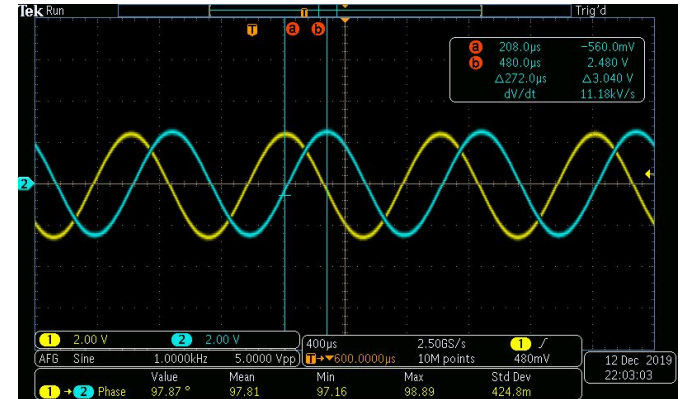 Tek Run
Trig'd
T
T a b
a 208.0µs −560.0mV
b 480.0µs 2.480 V
Δ272.0µs Δ3.040 V
dV/dt 11.18kV/s
2
1 2.00 V 2 2.00 V
400µs 2.50GS/s 1
T→▼600.0000µs 10M points 480mV
AFG Sine 1.0000kHz 5.0000 Vpp
12 Dec 2019
22:03:03
Value Mean Min Max Std Dev
1 → 2 Phase 97.87 ° 97.81 97.16 98.89 424.8m